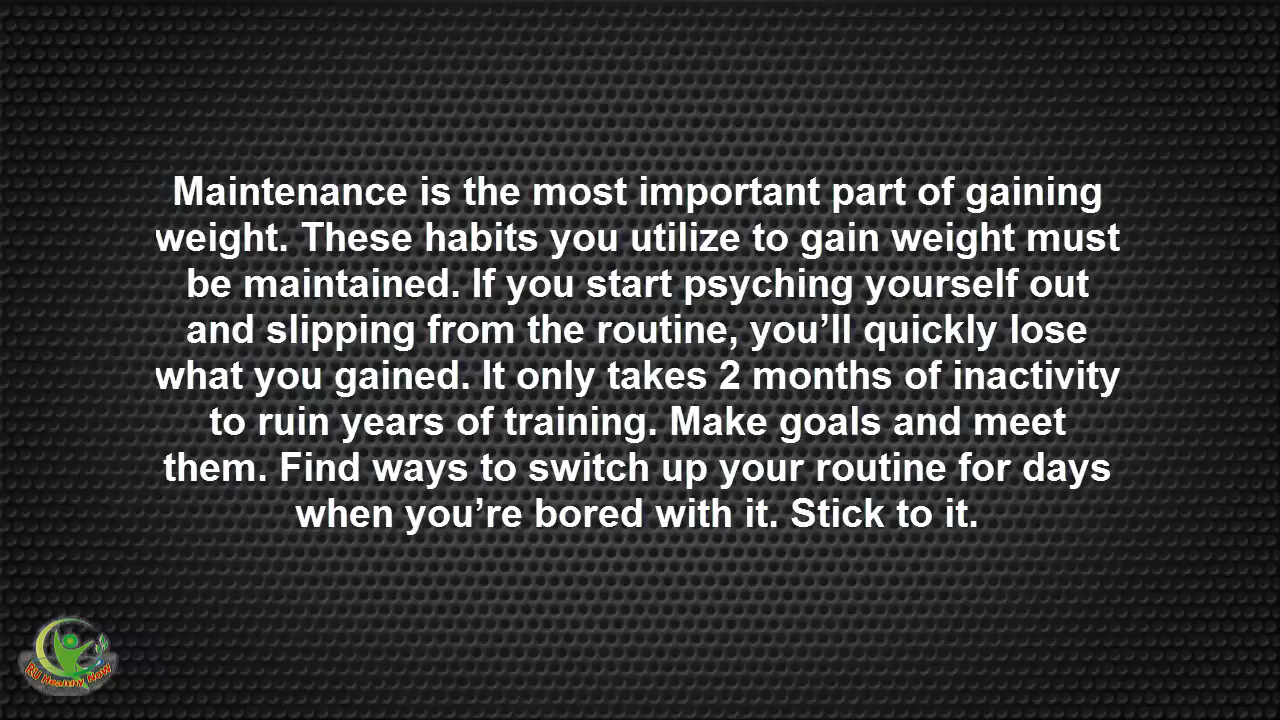 Maintenance is the most important part of gaining
weight. These habits you utilize to gain weight must
be maintained. If you start psyching yourself out
and slipping from the routine, you’ll quickly lose
what you gained. It only takes 2 months of inactivity
to ruin years of training. Make goals and meet
them. Find ways to switch up your routine for days
when you’re bored with it. Stick to it.
RU Healthy Now